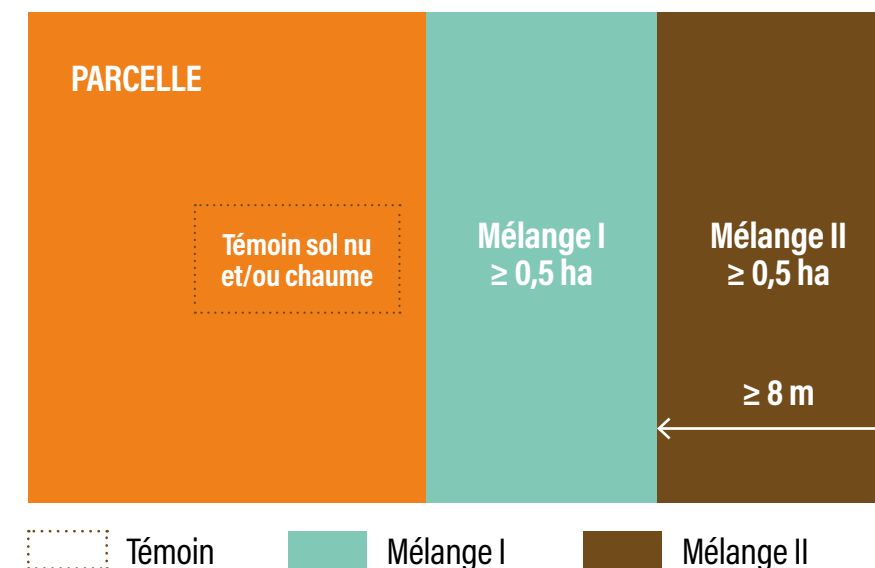 PARCELLE
Témoin sol nu
et/ou chaume
Mélange I
≥ 0,5 ha
Mélange II
≥ 0,5 ha
≥ 8 m
Témoin
Mélange I
Mélange II